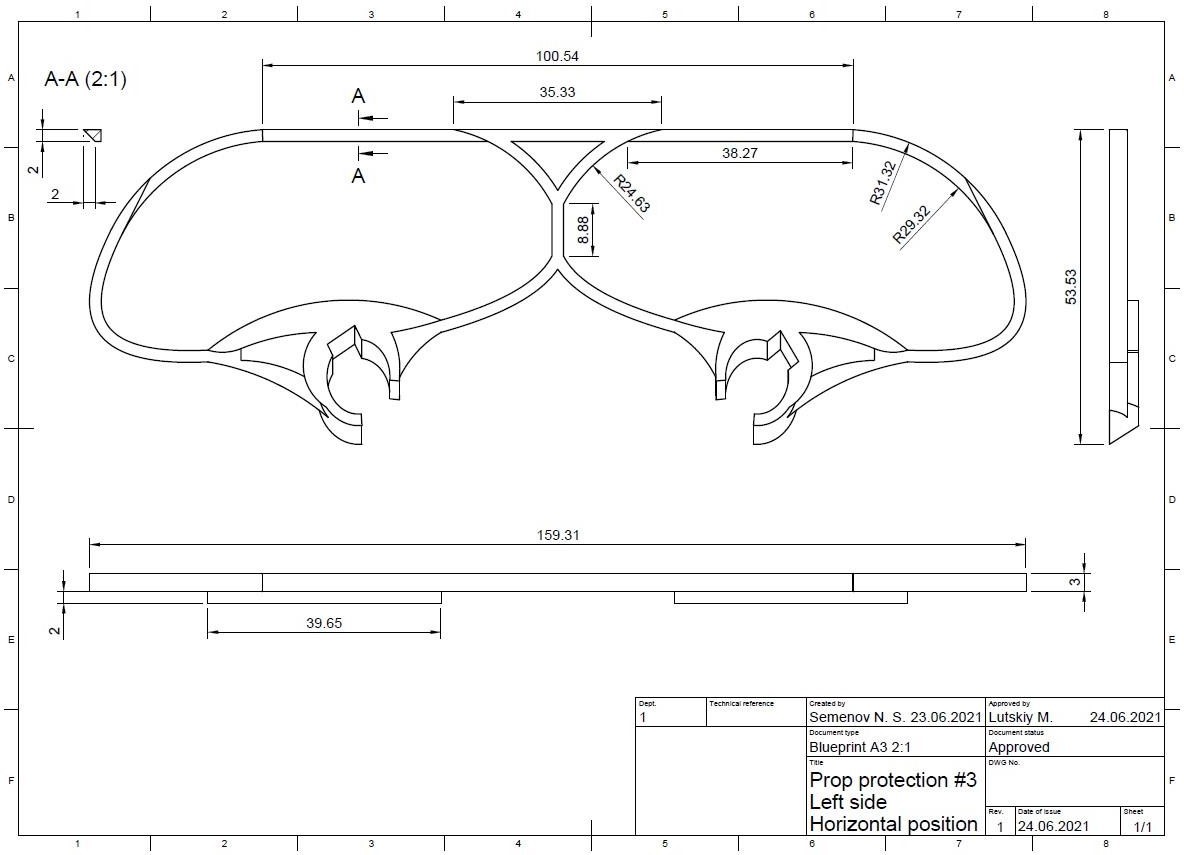 1 2 3 4 5 6 7 8
A A
A-A (2:1)
100.54
A
35.33
2
38.27
A
R24.63
R31.32
2
B B
8.88
R29.32
53.53
C C
D D
159.31
3
2
39.65
E E
Dept.
1
Technical reference
Created by
Semenov N. S. 23.06.2021
Approved by
Lutskiy M. 24.06.2021
Document type
Blueprint A3 2:1
Document status
Approved
Title
Prop protection #3
Left side
Horizontal position
DWG No.
F F
Rev.
1
Date of issue
24.06.2021
Sheet
1/1
1 2 3 4 5 6 7 8